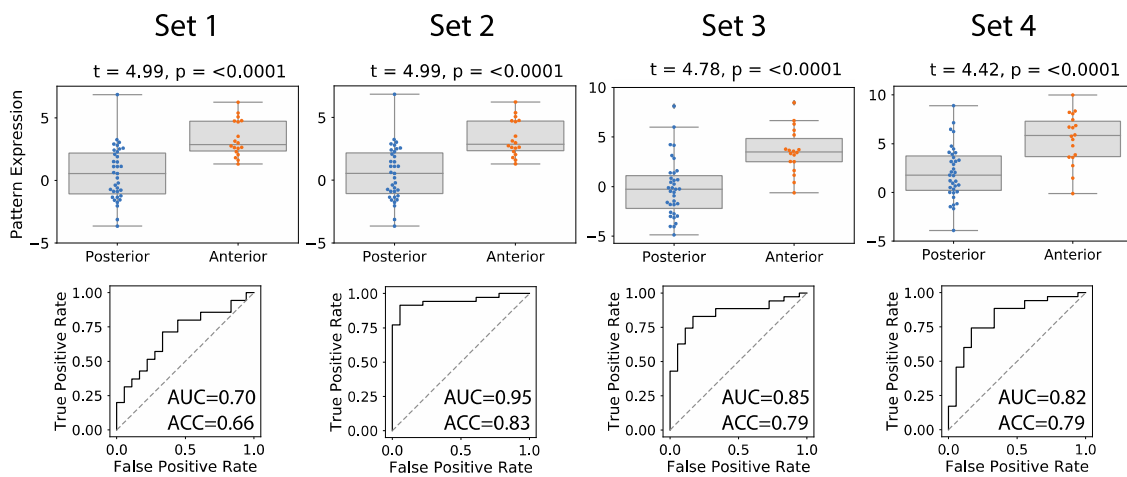 Set 1
Set 2
Set 3
Set 4
t = 4.99, p = <0.0001
t = 4.99, p = <0.0001
t = 4.78, p = <0.0001
t = 4.42, p = <0.0001
Pattern Expression
5
0
−5
Posterior
Anterior
5
0
−5
Posterior
Anterior
10
5
0
−5
Posterior
Anterior
10
5
0
−5
Posterior
Anterior
True Positive Rate
1.00
0.75
0.50
0.25
0.00
AUC=0.70
ACC=0.66
0.0
1.0
False Positive Rate
True Positive Rate
1.00
0.75
0.50
0.25
0.00
AUC=0.95
ACC=0.83
0.0
1.0
False Positive Rate
True Positive Rate
1.00
0.75
0.50
0.25
0.00
AUC=0.85
ACC=0.79
0.0
1.0
False Positive Rate
True Positive Rate
1.00
0.75
0.50
0.25
0.00
AUC=0.82
ACC=0.79
0.0
1.0
False Positive Rate